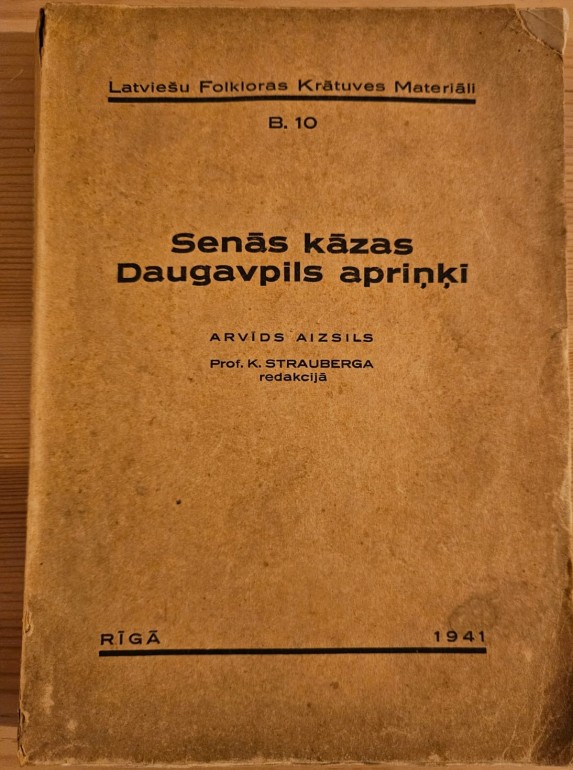 Latviešu Folkloras Krātuves Materiāli
B. 10
Senās kāzas
Daugavpils apriņķī
ARVĪDS AIZSILS
Prof. K. STRAUBERGA
redakcijā
RĪGĀ 1941